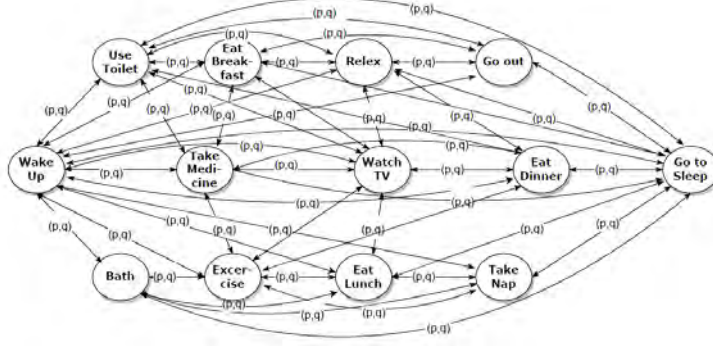 (p,q)
(p,q) (p,q)
Use
Toilet
(p,q)
Eat
Break-
fast
(p,q)
Relex
(p,q)
Go out
(p,q) (p,q)
(p,q) (p,q) (p,q) (p,q) (p,q)
(p,q) (p,q) (p,q)
(p,q) (p,q)
Wake
Up
(p,q)
Take
Medi-
cine
(p,q)
Watch
TV
(p,q)
Eat
Dinner
(p,q)
Go to
Sleep
(p,q) (p,q)
(p,q) (p,q) (p,q) (p,q) (p,q) (p,q)
(p,q) (p,q)
Bath
(p,q)
Excer-
cise
(p,q)
Eat
Lunch
(p,q)
Take
Nap
(p,q) (p,q) (p,q)
(p,q)